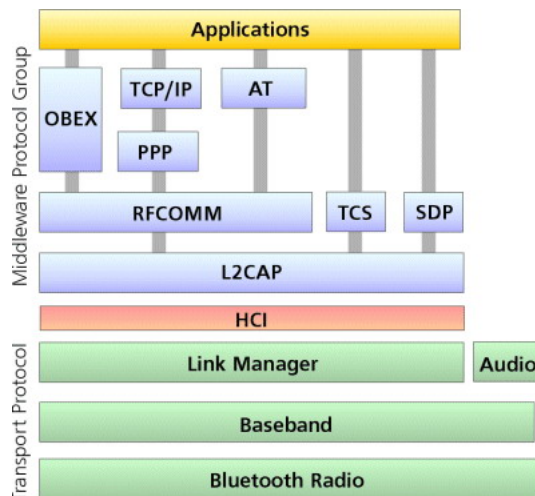 Applications
Middleware Protocol Group
OBEX
TCP/IP
AT
PPP
RFCOMM
TCS
SDP
L2CAP
HCI
Transport Protocol
Link Manager
Audio
Baseband
Bluetooth Radio